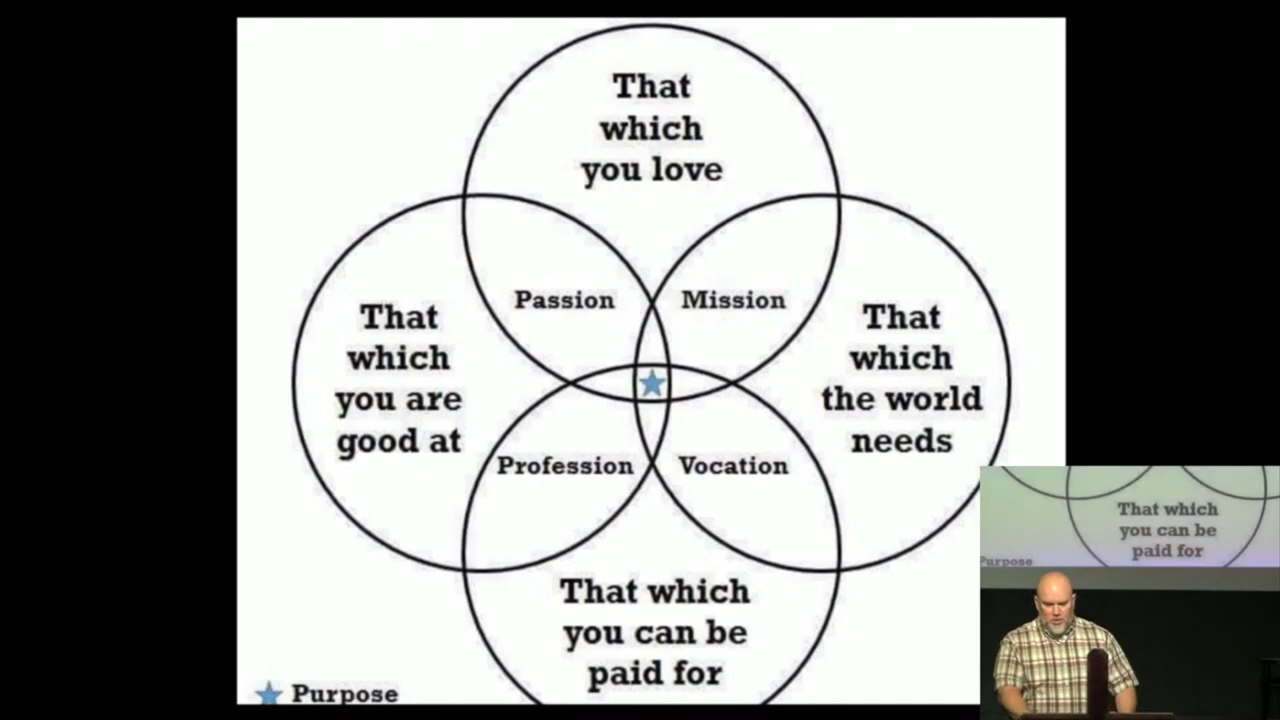 That
which
you love
Passion
Mission
That
which
you are
good at
That
which
the world
needs
Profession
Vocation
That which
you can be
paid for
Purpose
That which
you can be
paid for
Purpose